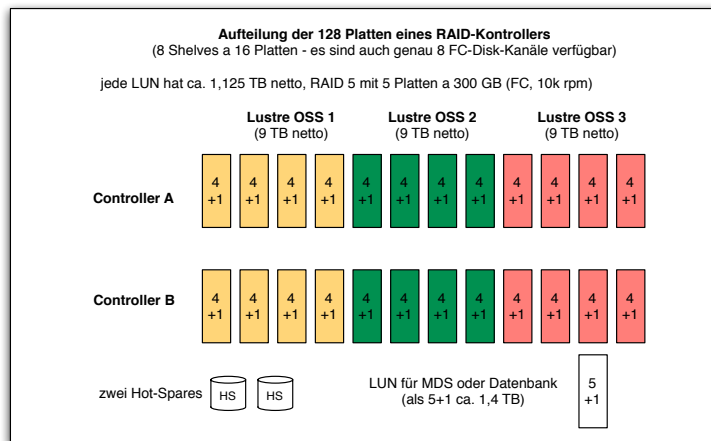 Aufteilung der 128 Platten eines RAID-Kontrollers
(8 Shelves a 16 Platten - es sind auch genau 8 FC-Disk-Kanäle verfügbar)
jede LUN hat ca. 1,125 TB netto, RAID 5 mit 5 Platten a 300 GB (FC, 10k rpm)
Lustre OSS 1 Lustre OSS 2 Lustre OSS 3
(9 TB netto) (9 TB netto) (9 TB netto)
4 4 4 4 4 4 4 4 4 4 4 4
Controller A
+1 +1 +1 +1 +1 +1 +1 +1 +1 +1 +1 +1
4 4 4 4 4 4 4 4 4 4 4 4
Controller B
+1 +1 +1 +1 +1 +1 +1 +1 +1 +1 +1 +1
zwei Hot-Spares HS HS
LUN für MDS oder Datenbank
(als 5+1 ca. 1,4 TB)
5
+1